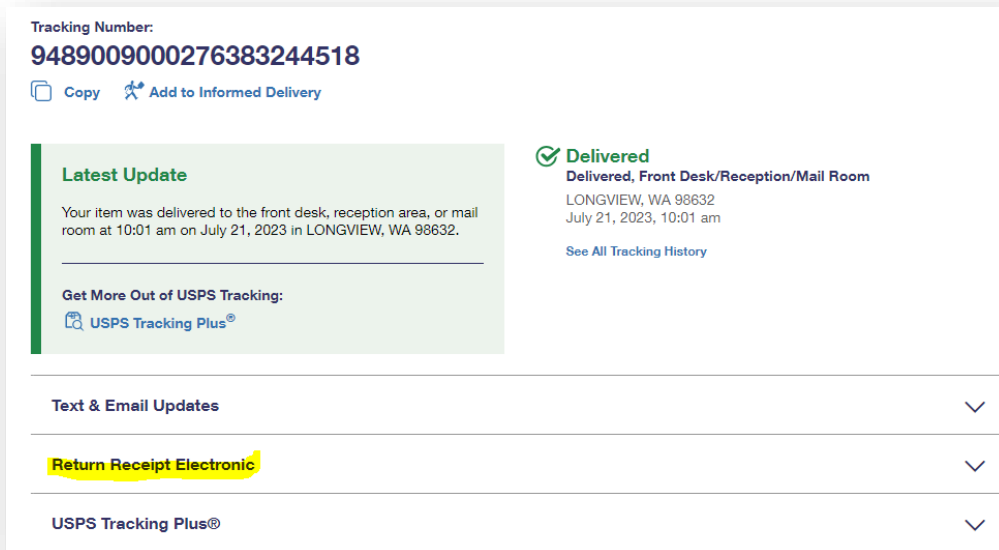 Tracking Number:
9489009000276383244518
Copy Add to Informed Delivery
Latest Update
Your item was delivered to the front desk, reception area, or mail
room at 10:01 am on July 21, 2023 in LONGVIEW, WA 98632.
Get More Out of USPS Tracking:
USPS Tracking Plus®
Delivered
Delivered, Front Desk/Reception/Mail Room
LONGVIEW, WA 98632
July 21, 2023, 10:01 am
See All Tracking History
Text & Email Updates
Return Receipt Electronic
USPS Tracking Plus®